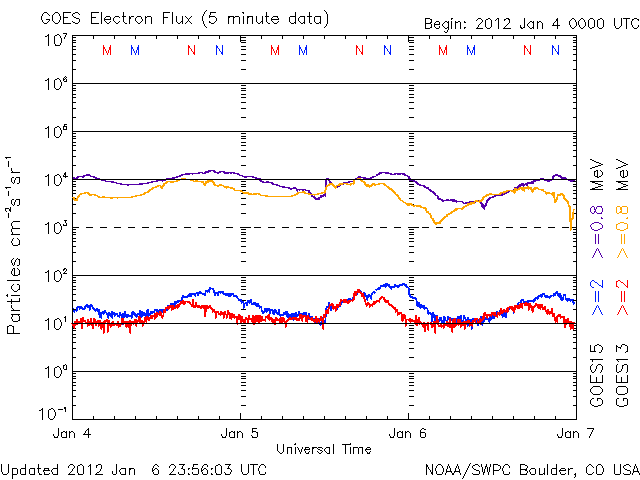 GOES Electron Flux (5 minute data)
Begin: 2012 Jan 4 0000 UTC
10⁷
M M N N M M N N M M N N
10⁶
10⁵
10⁴
10³
10²
10¹
10⁰
10⁻¹
Particles cm⁻²s⁻¹sr⁻¹
Jan 4 Jan 5 Jan 6 Jan 7
Universal Time
GOES15 >=2 >=0.8 MeV
GOES13 >=2 >=0.8 MeV
Updated 2012 Jan 6 23:56:03 UTC
NOAA/SWPC Boulder, CO USA